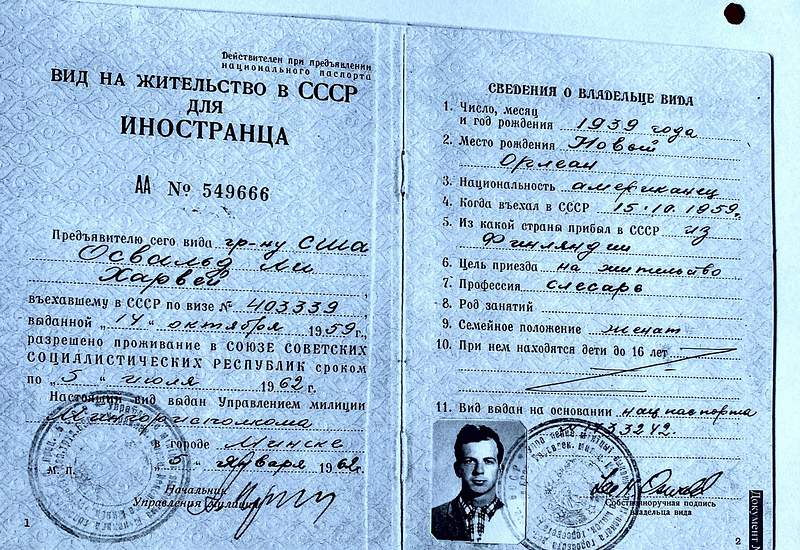 Действителен при предъявлении
национального паспорта
ВИД НА ЖИТЕЛЬСТВО в СССР
ДЛЯ
ИНОСТРАНЦА
АА № 549666
Предъявителю сего вида гр-ну США
Освальд Ли
Харвей
въехавшему в СССР по визе № 403339
выданной „14“ октября 1959 г.,
разрешено проживание в СОЮЗЕ СОВЕТСКИХ
СОЦИАЛИСТИЧЕСКИХ РЕСПУБЛИК сроком
по „5“ июля 1962 г.
Настоящий вид выдан Управлением милиции
Мингорисполкома
в городе Минске
М. П. „5“ января 1962 г.
Начальник
Управления милиции
1
СВЕДЕНИЯ О ВЛАДЕЛЬЦЕ ВИДА
1. Число, месяц
и год рождения 1939 года
2. Место рождения Новый
Орлеан
3. Национальность американец
4. Когда въехал в СССР 15.10.1959г.
5. Из какой страны прибыл в СССР из
Финляндии
6. Цель приезда на жительство
7. Профессия слесарь
8. Род занятий
9. Семейное положение женат
10. При нем находятся дети до 16 лет
11. Вид выдан на основании нац паспорта
Собственноручная подпись
владельца вида
2
Документ